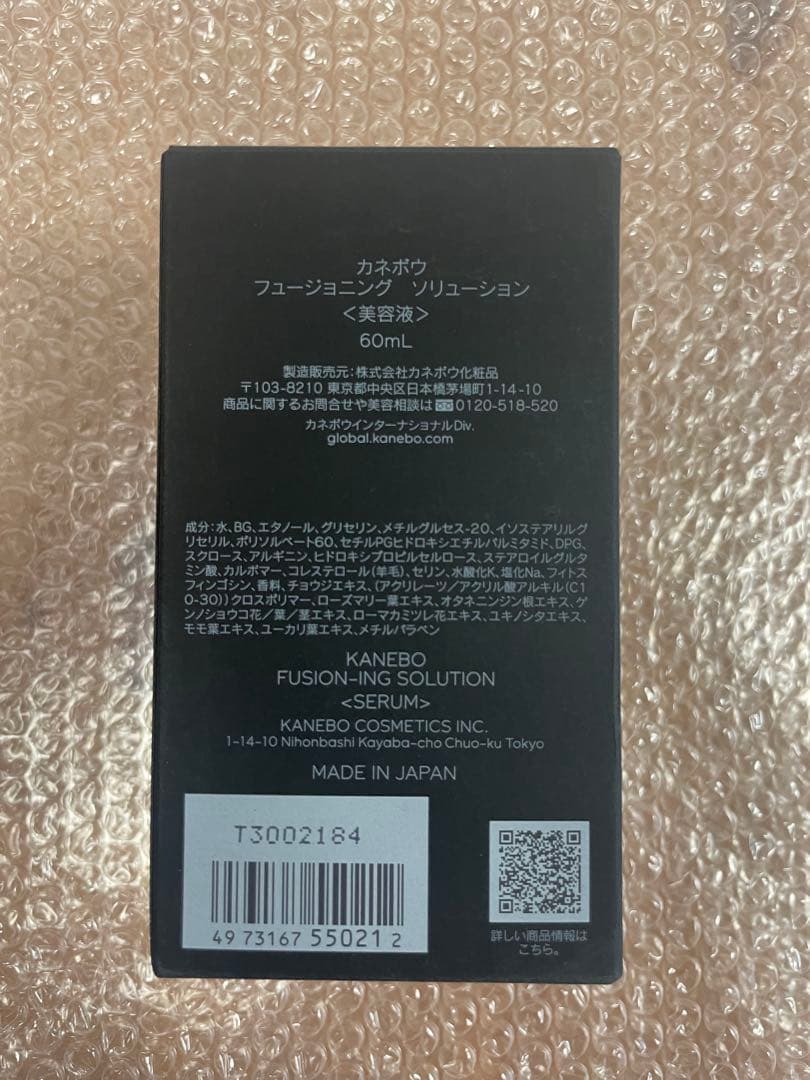 カネボウ
フュージョニング ソリューション
<美容液>
60mL
製造販売元:株式会社カネボウ化粧品
〒103-8210 東京都中央区日本橋茅場町1-14-10
商品に関するお問合せや美容相談は 0120-518-520
カネボウインターナショナルDiv.
global.kanebo.com
成分:水、BG、エタノール、グリセリン、メチルグルセス-20、イソステアリルグ
リセリル、ポリソルベート60、セチルPGヒドロキシエチルパルミタミド、DPG、
スクロース、アルギニン、ヒドロキシプロピルセルロース、ステアロイルグルタ
ミン酸、カルボマー、コレステロール(羊毛)、セリン、水酸化K、塩化Na、フィトス
フィンゴシン、香料、チョウジエキス、(アクリレーツ/アクリル酸アルキル(C1
0-30))クロスポリマー、ローズマリー葉エキス、オタネニンジン根エキス、ゲ
ンノショウコ花/葉/茎エキス、ローマカミツレ花エキス、ユキノシタエキス、
モモ葉エキス、ユーカリ葉エキス、メチルパラベン
KANEBO
FUSION-ING SOLUTION
<SERUM>
KANEBO COSMETICS INC.
1-14-10 Nihonbashi Kayaba-cho Chuo-ku Tokyo
MADE IN JAPAN
T3002184
4973167550212
詳しい商品情報は
こちら。